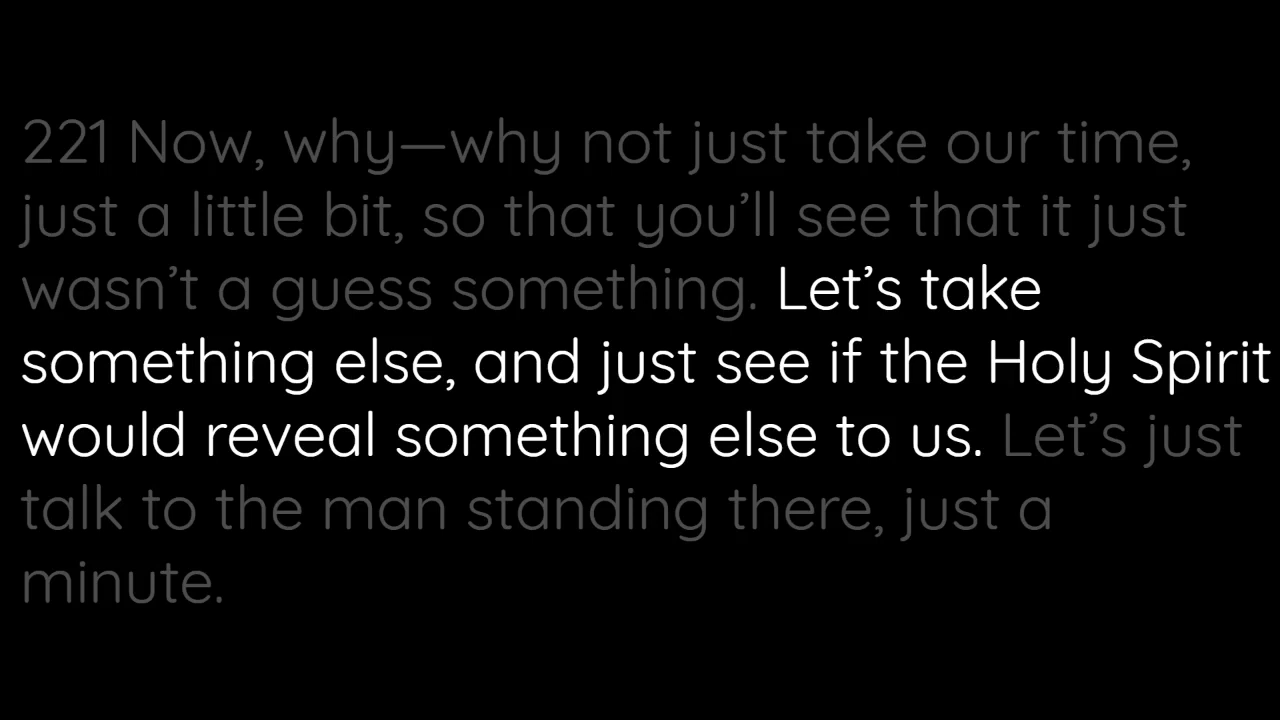 221 Now, why—why not just take our time,
just a little bit, so that you’ll see that it just
wasn’t a guess something. Let’s take
something else, and just see if the Holy Spirit
would reveal something else to us. Let’s just
talk to the man standing there, just a
minute.